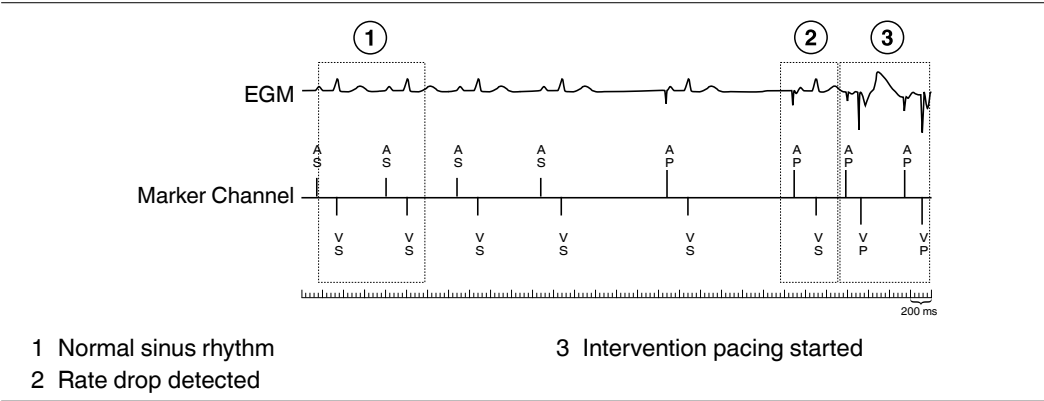 1 2 3
EGM
A
S A
S A
S A
S A
P A
P A
P A
P
Marker Channel
V
S V
S V
S V
S V
S V
S V
P V
P
200 ms
1 Normal sinus rhythm
2 Rate drop detected
3 Intervention pacing started